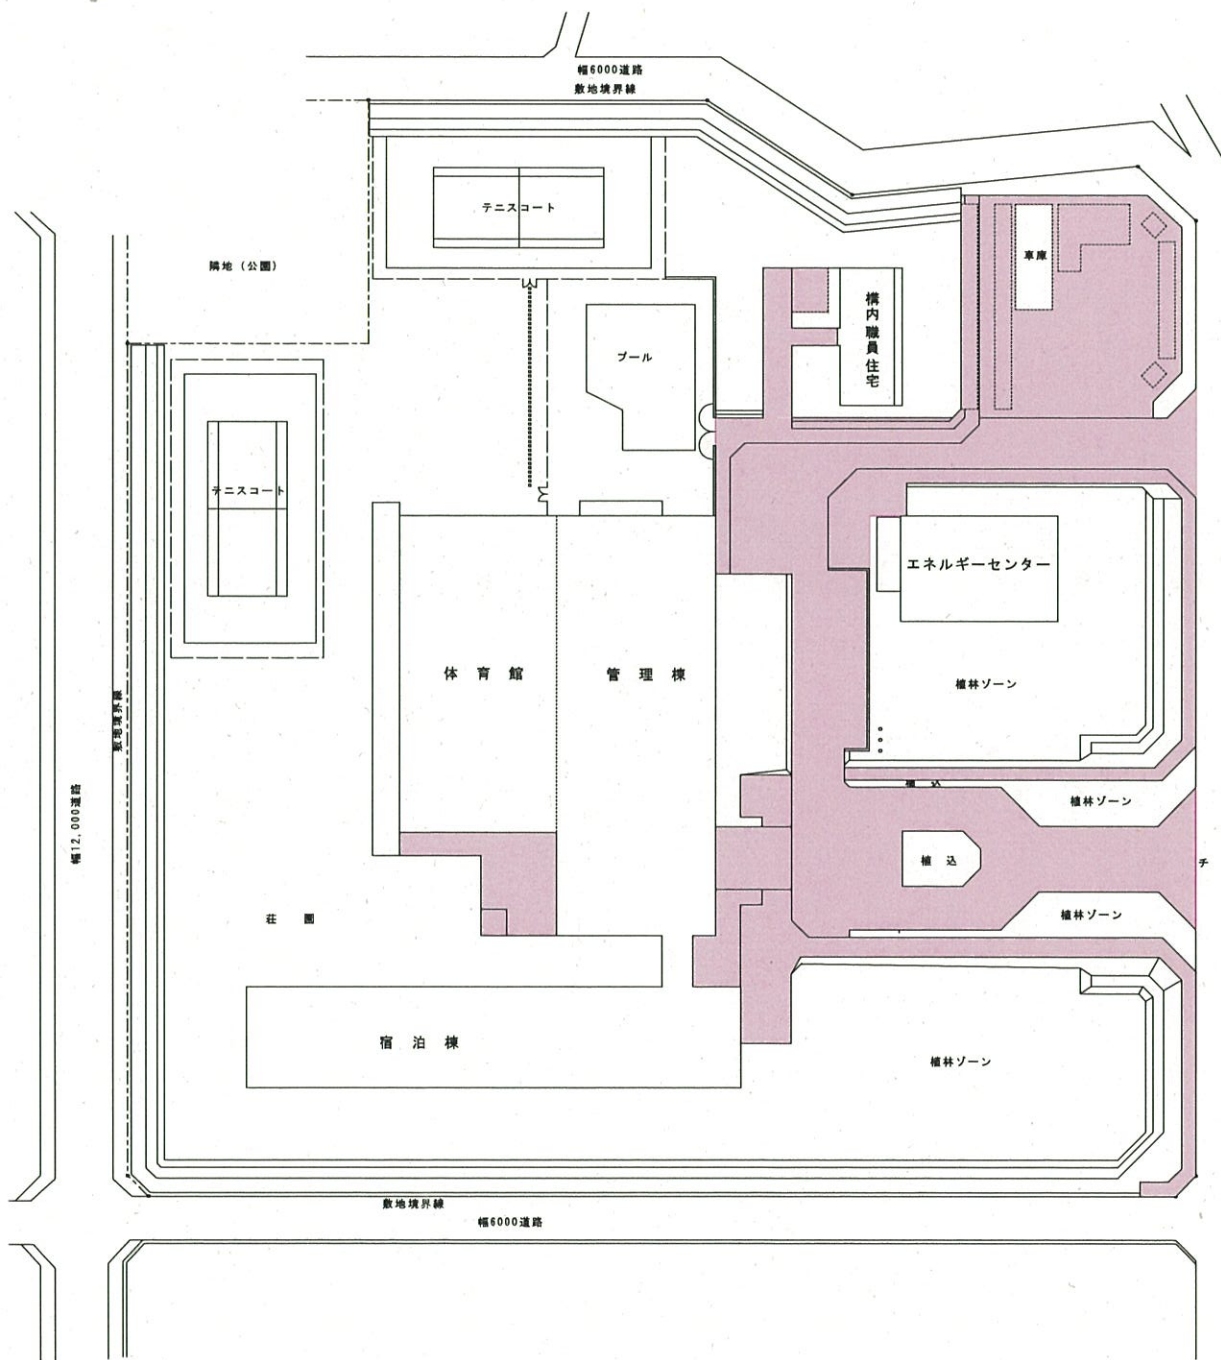 幅6000道路
敷地境界線
テニスコート
車庫
隣地(公園)
構内職員住宅
プール
テニスコート
エネルギーセンター
体育館
管理棟
植林ゾーン
敷地境界線
植込
植林ゾーン
幅12,000道路
植込
チ
荘園
植林ゾーン
宿泊棟
植林ゾーン
敷地境界線
幅6000道路